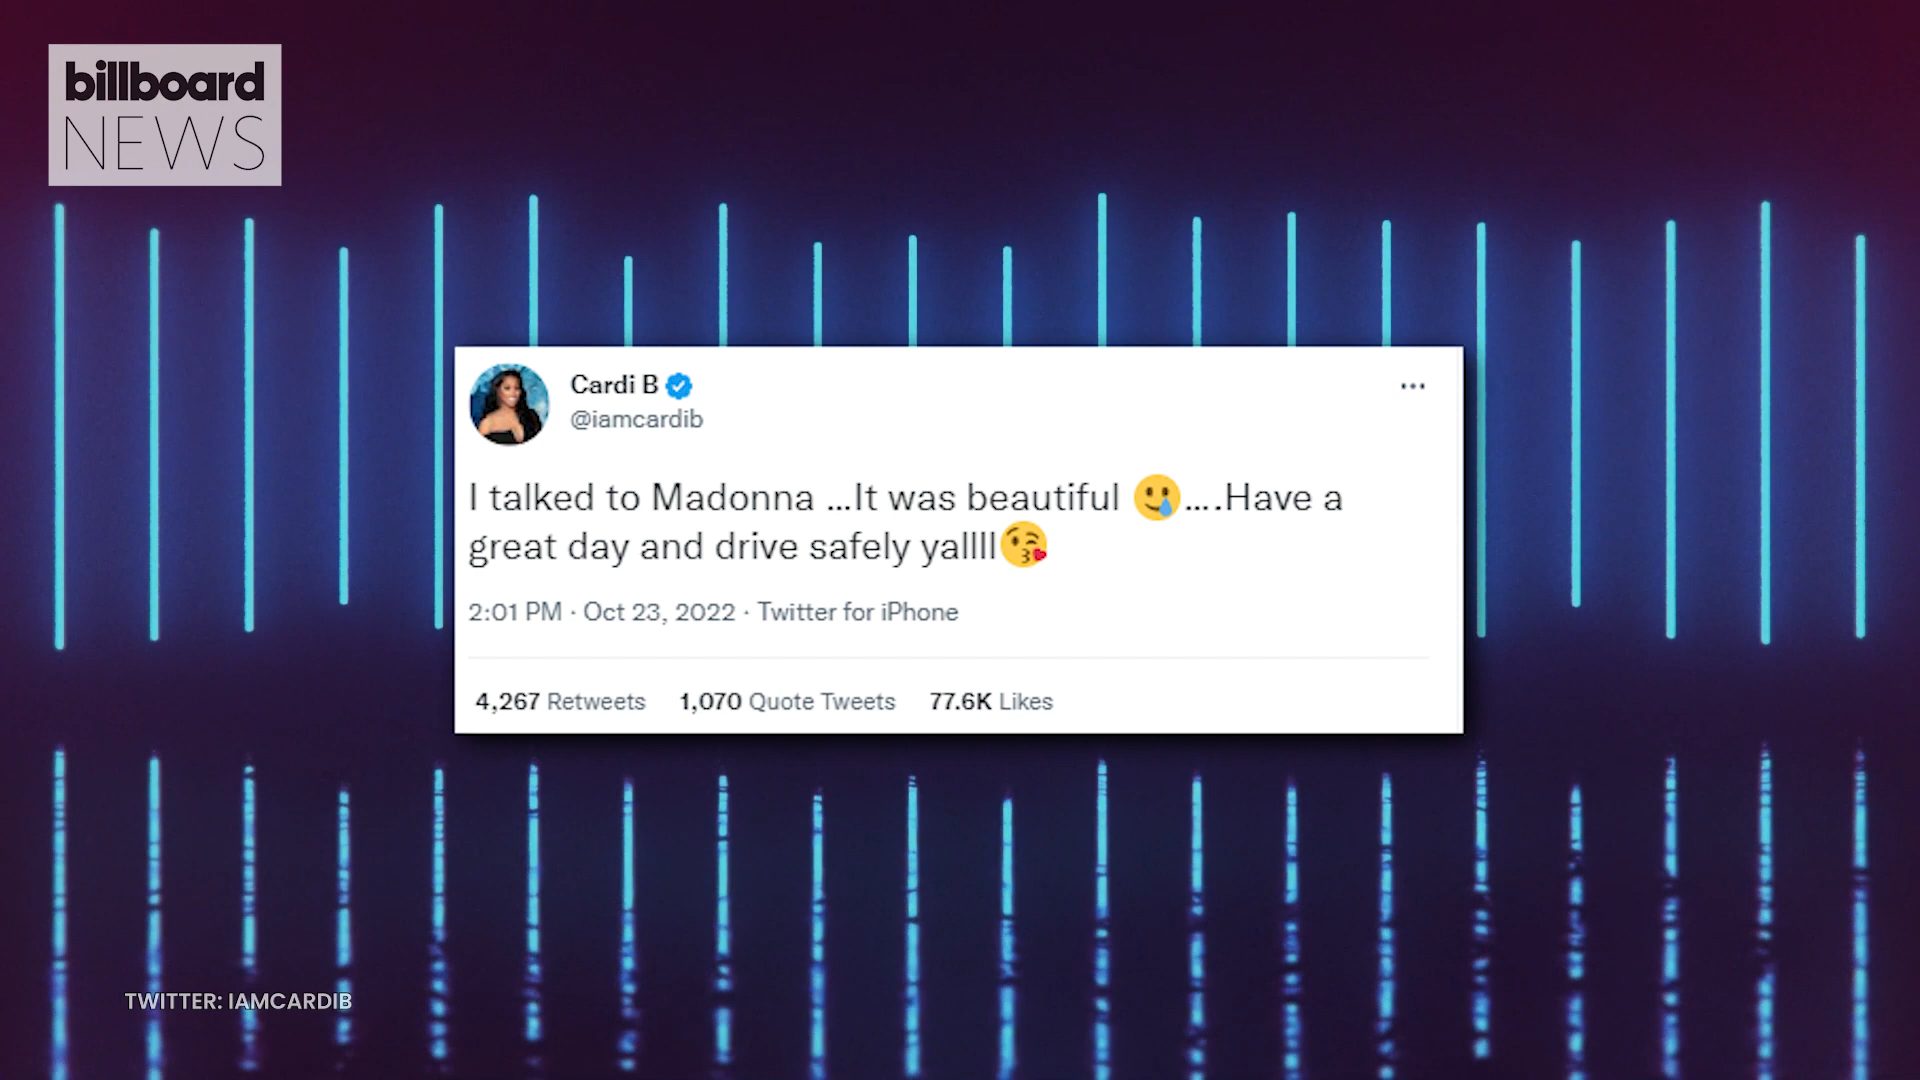 billboard
NEWS
Cardi B
@iamcardib
I talked to Madonna ...It was beautiful 🥲....Have a
great day and drive safely yallll😘
2:01 PM · Oct 23, 2022 · Twitter for iPhone
4,267 Retweets 1,070 Quote Tweets 77.6K Likes
TWITTER: IAMCARDIB